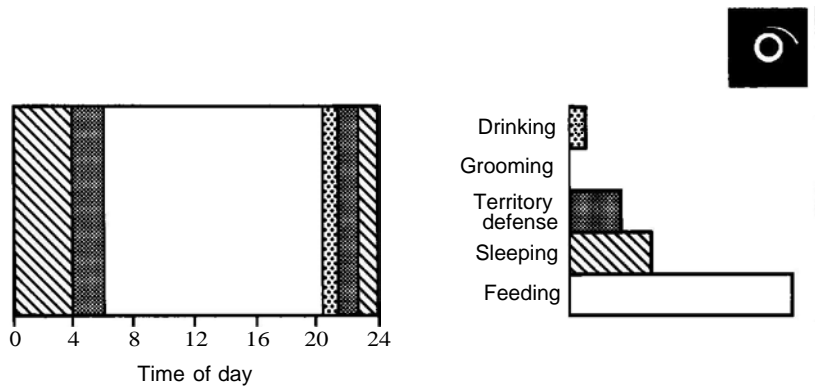 0 4 8 12 16 20 24
Time of day
Drinking
Grooming
Territory
defense
Sleeping
Feeding